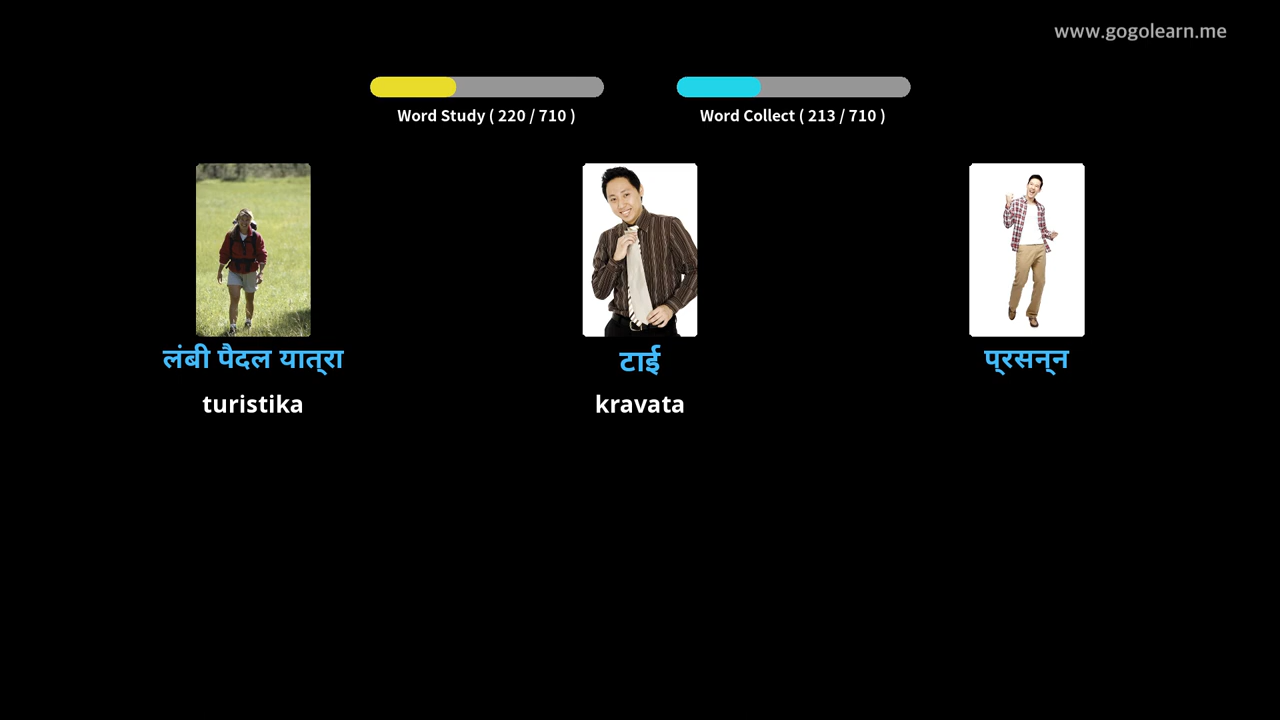 www.gogolearn.me
Word Study ( 220 / 710 )
Word Collect ( 213 / 710 )
लंबी पैदल यात्रा
टाई
प्रसन्न
turistika
kravata